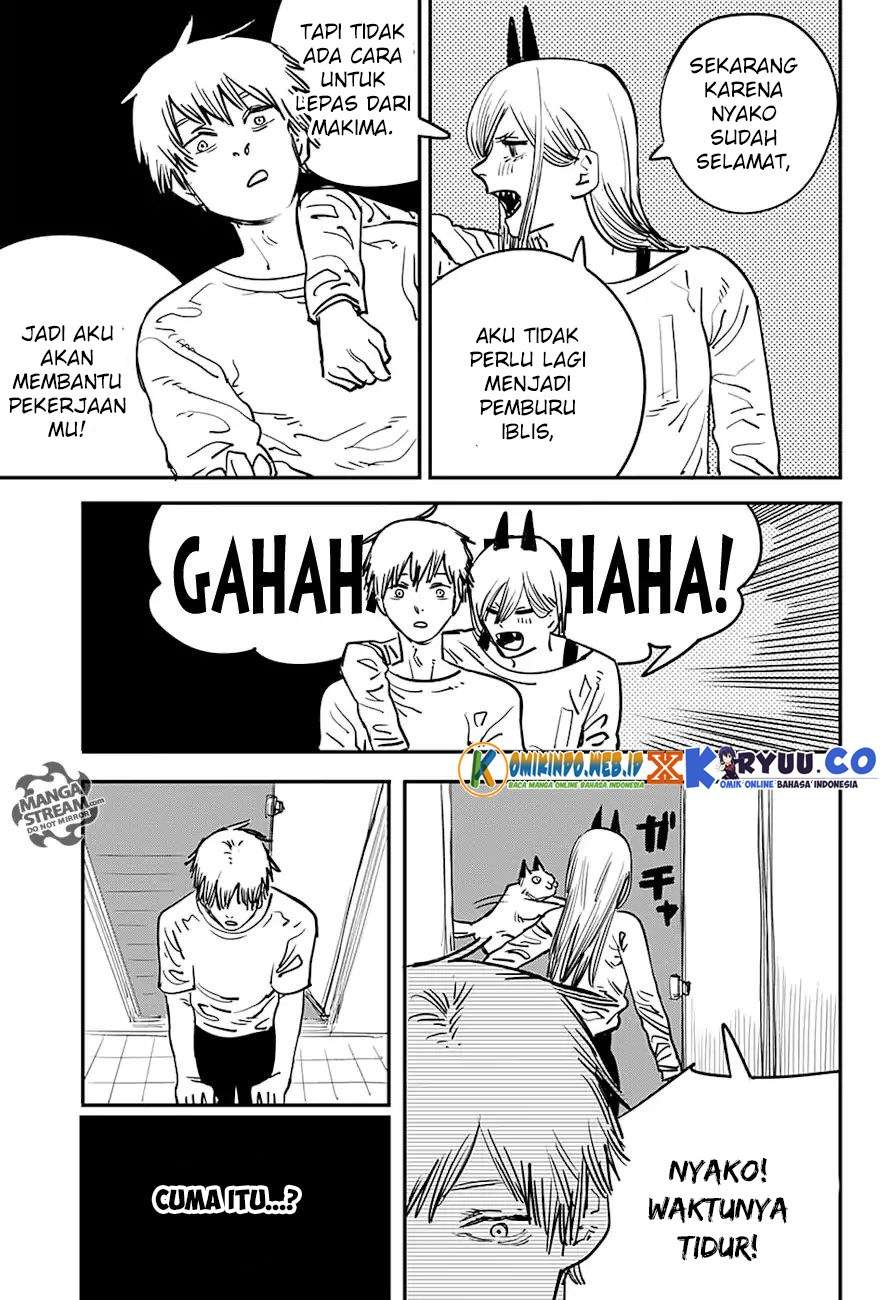 SEKARANG
KARENA
NYAKO
SUDAH
SELAMAT,
AKU TIDAK
PERLU LAGI
MENJADI
PEMBURU
IBLIS,
TAPI TIDAK
ADA CARA
UNTUK
LEPAS DARI
MAKIMA.
JADI AKU
AKAN
MEMBANTU
PEKERJAAN
MU!
GAHAH
HAHA!
KOMIKINDO.WEB.ID
BACA MANGA ONLINE BAHASA INDONESIA
X
KIRYUU.CO
OMIK ONLINE BAHASA INDONESIA
MANGA
STREAM.com
DO NOT MIRROR
ガチャ
NYAKO!
WAKTUNYA
TIDUR!
CUMA ITU...?